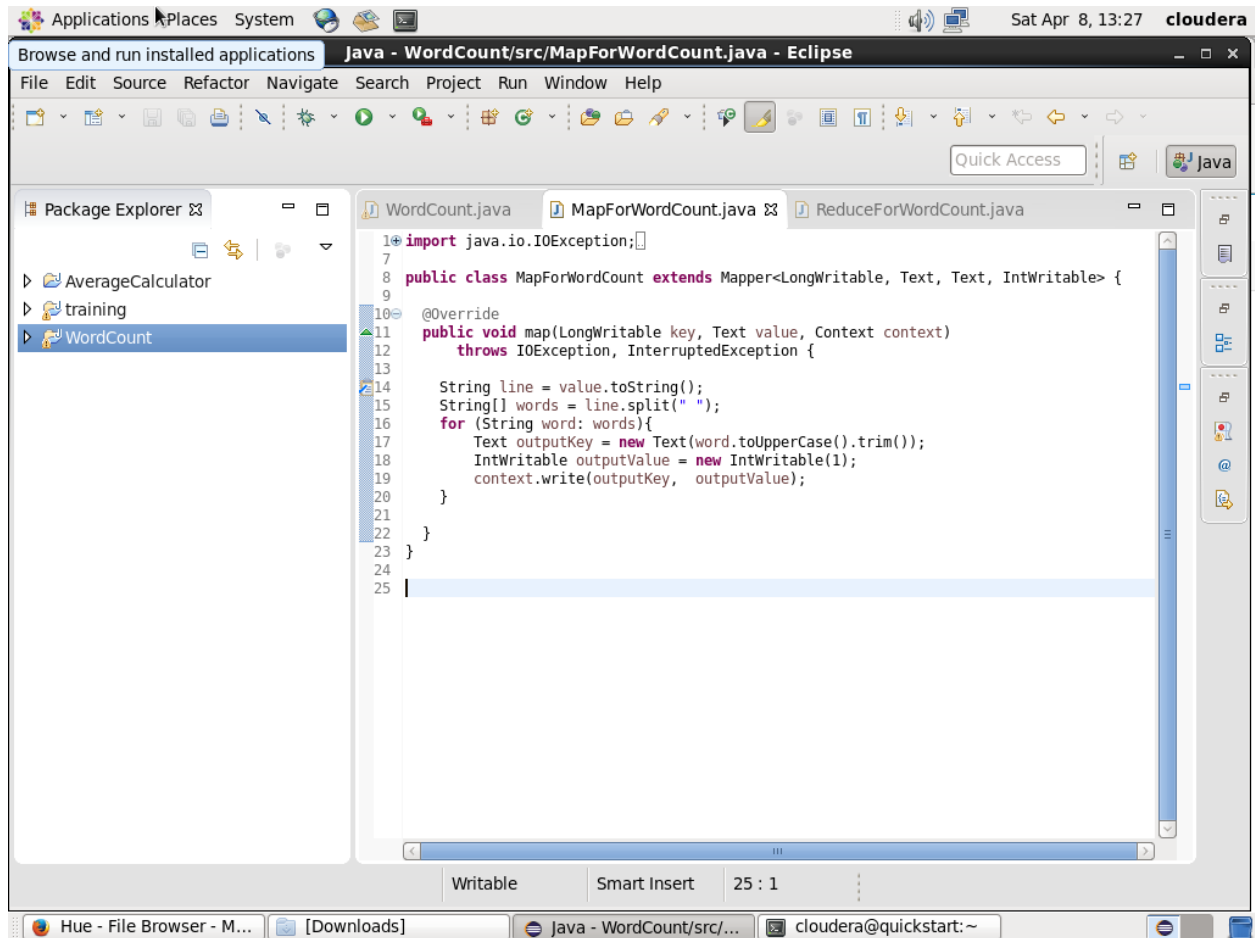 Applications Places System Sat Apr 8, 13:27 cloudera
Browse and run installed applications Java - WordCount/src/MapForWordCount.java - Eclipse
File Edit Source Refactor Navigate Search Project Run Window Help
Quick Access Java
Package Explorer WordCount.java MapForWordCount.java ReduceForWordCount.java
AverageCalculator
training
WordCount
1 import java.io.IOException;
7
8 public class MapForWordCount extends Mapper<LongWritable, Text, Text, IntWritable> {
9
10 @Override
11 public void map(LongWritable key, Text value, Context context)
12 throws IOException, InterruptedException {
13
14 String line = value.toString();
15 String[] words = line.split(" ");
16 for (String word: words){
17 Text outputKey = new Text(word.toUpperCase().trim());
18 IntWritable outputValue = new IntWritable(1);
19 context.write(outputKey, outputValue);
20 }
21
22 }
23 }
24
25
Writable Smart Insert 25 : 1
Hue - File Browser - M... [Downloads] Java - WordCount/src/... cloudera@quickstart:~